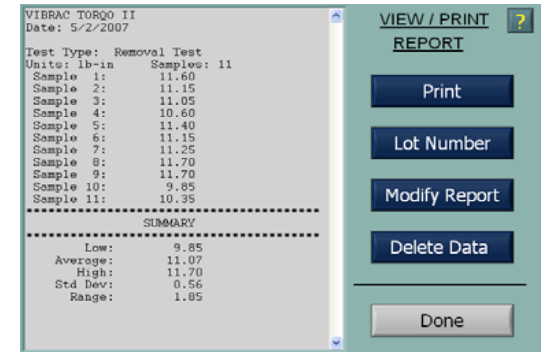 VIBRAC TORQO II
Date: 5/2/2007
Test Type: Removal Test
Units: lb-in Samples: 11
Sample 1: 11.60
Sample 2: 11.15
Sample 3: 11.05
Sample 4: 10.60
Sample 5: 11.40
Sample 6: 11.15
Sample 7: 11.25
Sample 8: 11.70
Sample 9: 11.70
Sample 10: 9.85
Sample 11: 10.35
SUMMARY
Low: 9.85
Average: 11.07
High: 11.70
Std Dev: 0.56
Range: 1.85
VIEW / PRINT
REPORT
?
Print
Lot Number
Modify Report
Delete Data
Done